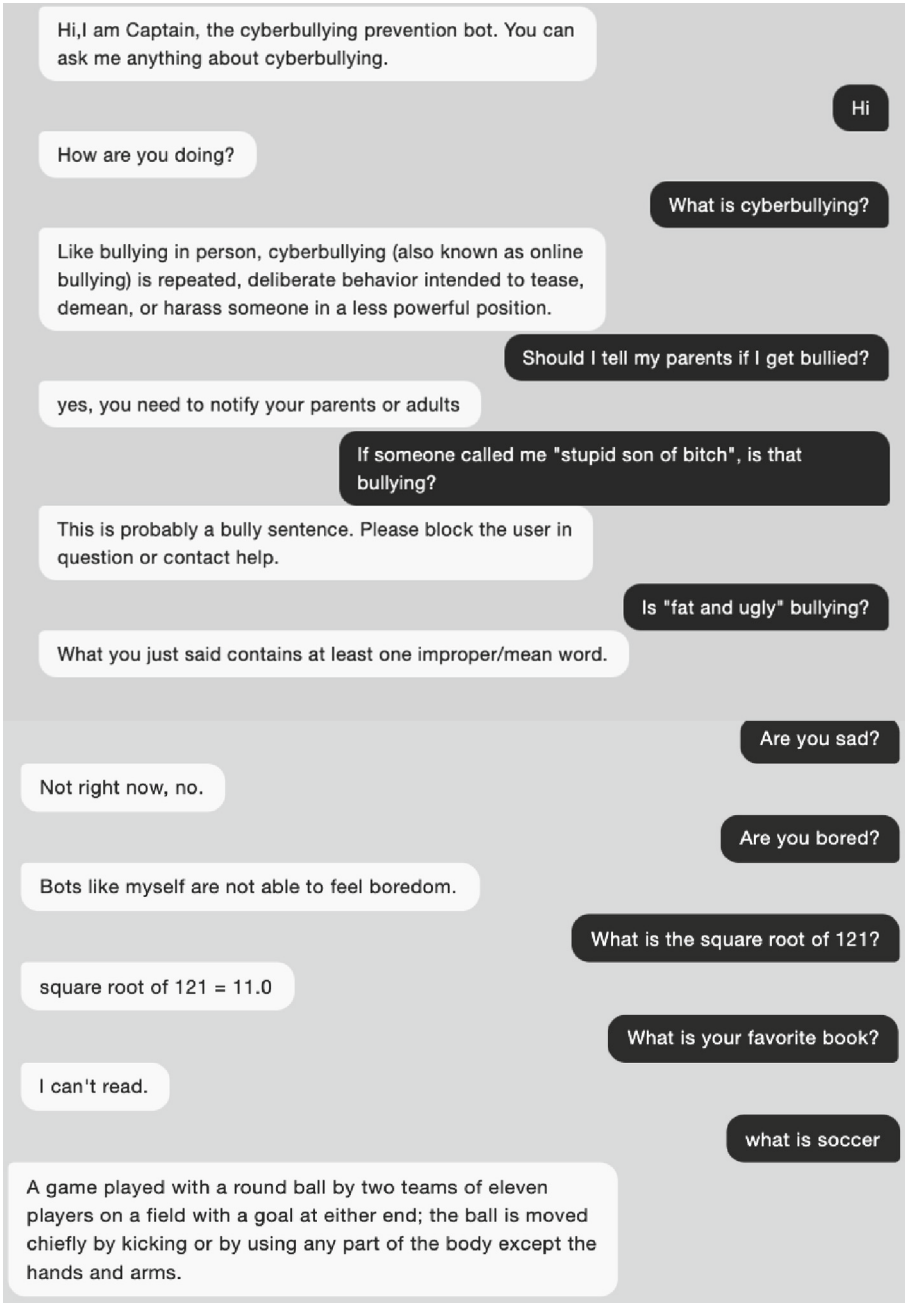 Hi,I am Captain, the cyberbullying prevention bot. You can
ask me anything about cyberbullying.
Hi
How are you doing?
What is cyberbullying?
Like bullying in person, cyberbullying (also known as online
bullying) is repeated, deliberate behavior intended to tease,
demean, or harass someone in a less powerful position.
Should I tell my parents if I get bullied?
yes, you need to notify your parents or adults
If someone called me "stupid son of bitch", is that
bullying?
This is probably a bully sentence. Please block the user in
question or contact help.
Is "fat and ugly" bullying?
What you just said contains at least one improper/mean word.
Are you sad?
Not right now, no.
Are you bored?
Bots like myself are not able to feel boredom.
What is the square root of 121?
square root of 121 = 11.0
What is your favorite book?
I can't read.
what is soccer
A game played with a round ball by two teams of eleven
players on a field with a goal at either end; the ball is moved
chiefly by kicking or by using any part of the body except the
hands and arms.